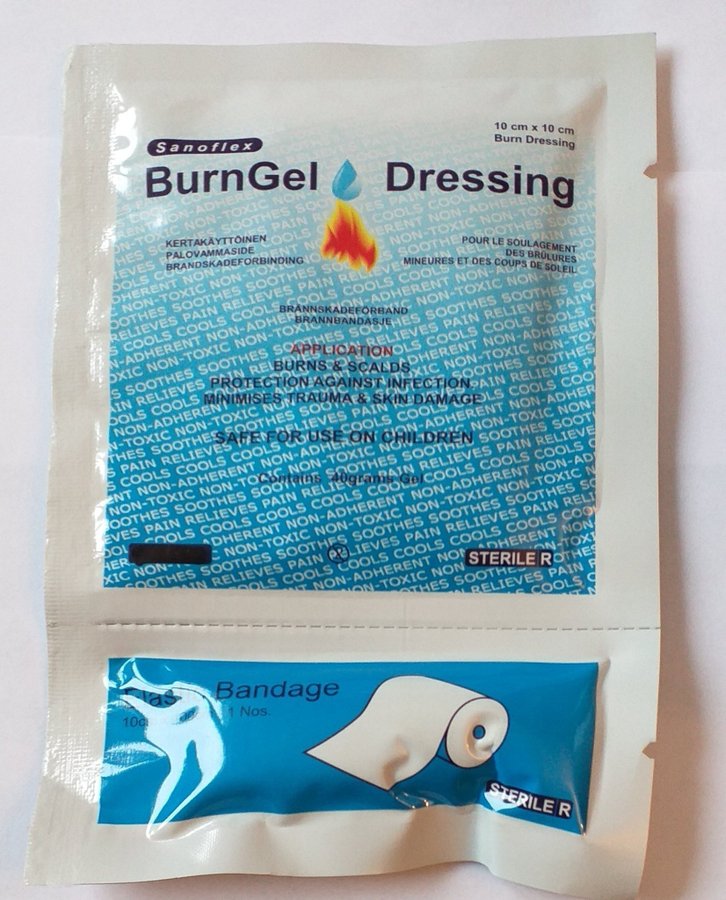 10 cm x 10 cm
Burn Dressing
Sanoflex
BurnGel Dressing
KERTAKÄYTTÖINEN
PALOVAMMASIDE
BRANDSKADEFORBINDING
POUR LE SOULAGEMENT
DES BRÛLURES
MINEURES ET DES COUPS DE SOLEIL
BRÄNNSKADEFÖRBAND
BRANNBANDASJE
APPLICATION
BURNS & SCALDS
PROTECTION AGAINST INFECTION
MINIMISES TRAUMA & SKIN DAMAGE
SAFE FOR USE ON CHILDREN
Contains 40grams Gel
STERILE R
Bandage
1 Nos.
STERILE R